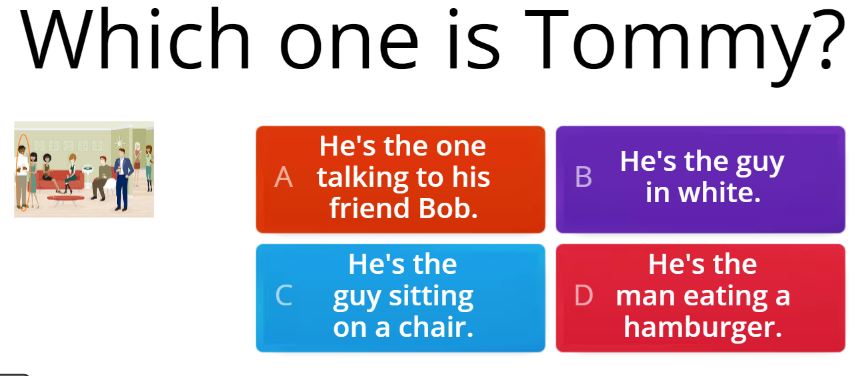 Which one is Tommy?
A
He's the one
talking to his
friend Bob.
B
He's the guy
in white.
C
He's the
guy sitting
on a chair.
D
He's the
man eating a
hamburger.